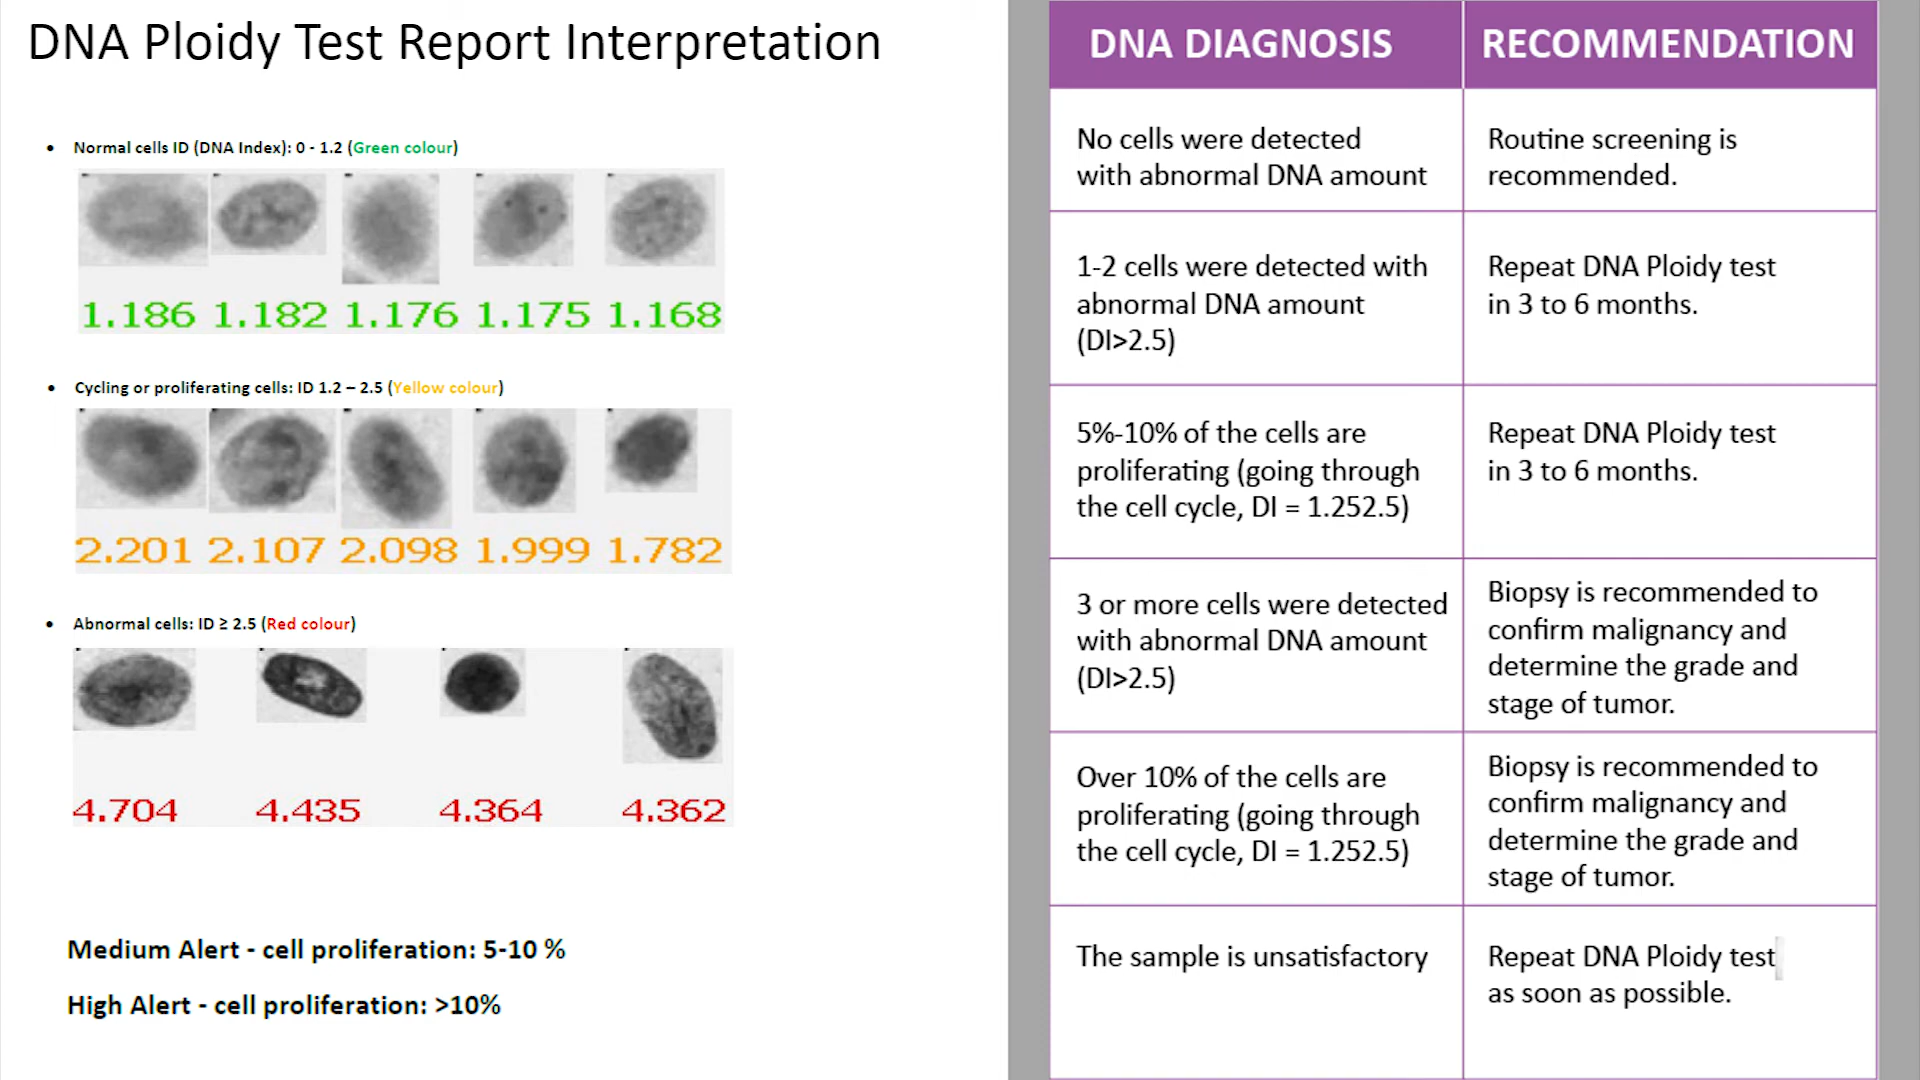 DNA Ploidy Test Report Interpretation
• Normal cells ID (DNA Index): 0 - 1.2 (Green colour)
1.186 1.182 1.176 1.175 1.168
• Cycling or proliferating cells: ID 1.2 – 2.5 (Yellow colour)
2.201 2.107 2.098 1.999 1.782
• Abnormal cells: ID ≥ 2.5 (Red colour)
4.704 4.435 4.364 4.362
Medium Alert - cell proliferation: 5-10 %
High Alert - cell proliferation: >10%
DNA DIAGNOSIS
RECOMMENDATION
No cells were detected
with abnormal DNA amount
Routine screening is
recommended.
1-2 cells were detected with
abnormal DNA amount
(DI>2.5)
Repeat DNA Ploidy test
in 3 to 6 months.
5%-10% of the cells are
proliferating (going through
the cell cycle, DI = 1.252.5)
Repeat DNA Ploidy test
in 3 to 6 months.
3 or more cells were detected
with abnormal DNA amount
(DI>2.5)
Biopsy is recommended to
confirm malignancy and
determine the grade and
stage of tumor.
Over 10% of the cells are
proliferating (going through
the cell cycle, DI = 1.252.5)
Biopsy is recommended to
confirm malignancy and
determine the grade and
stage of tumor.
The sample is unsatisfactory
Repeat DNA Ploidy test
as soon as possible.